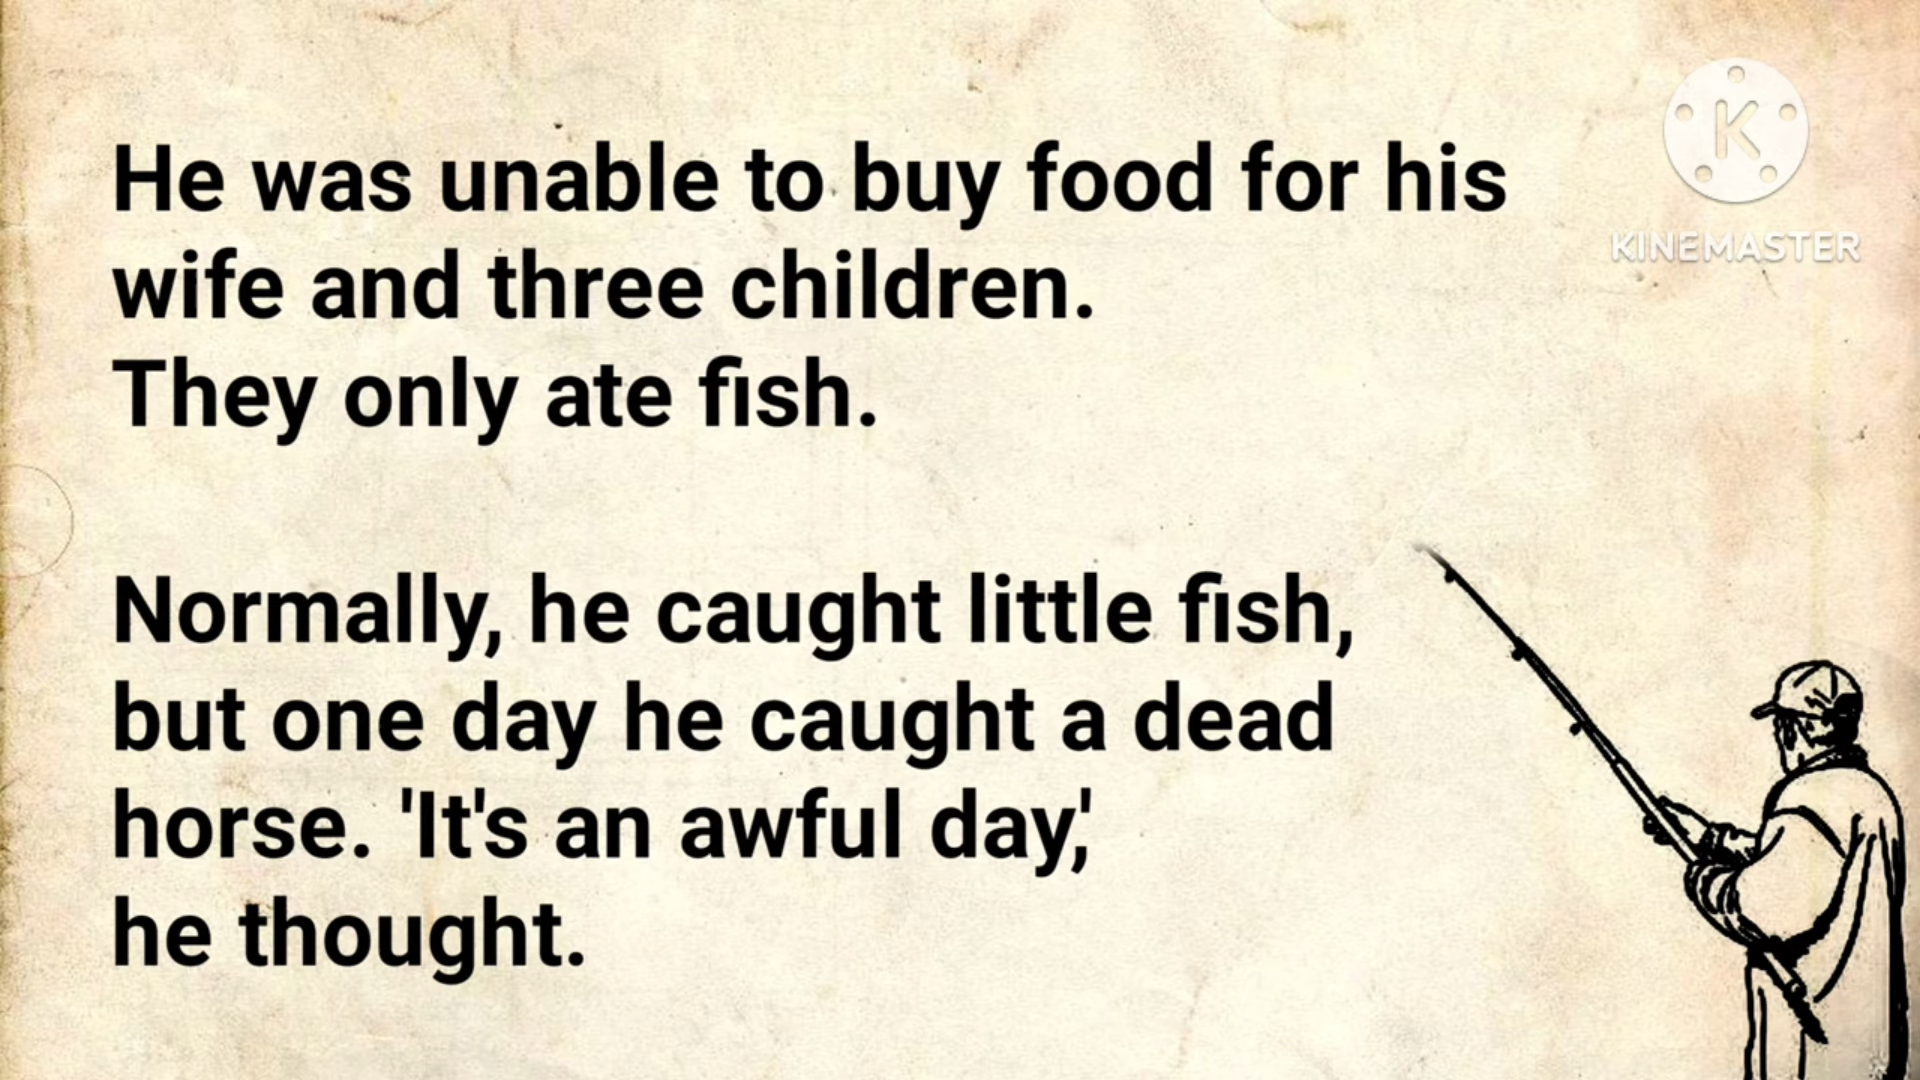 He was unable to buy food for his
wife and three children.
They only ate fish.
Normally, he caught little fish,
but one day he caught a dead
horse. 'It's an awful day,'
he thought.
K
KINEMASTER